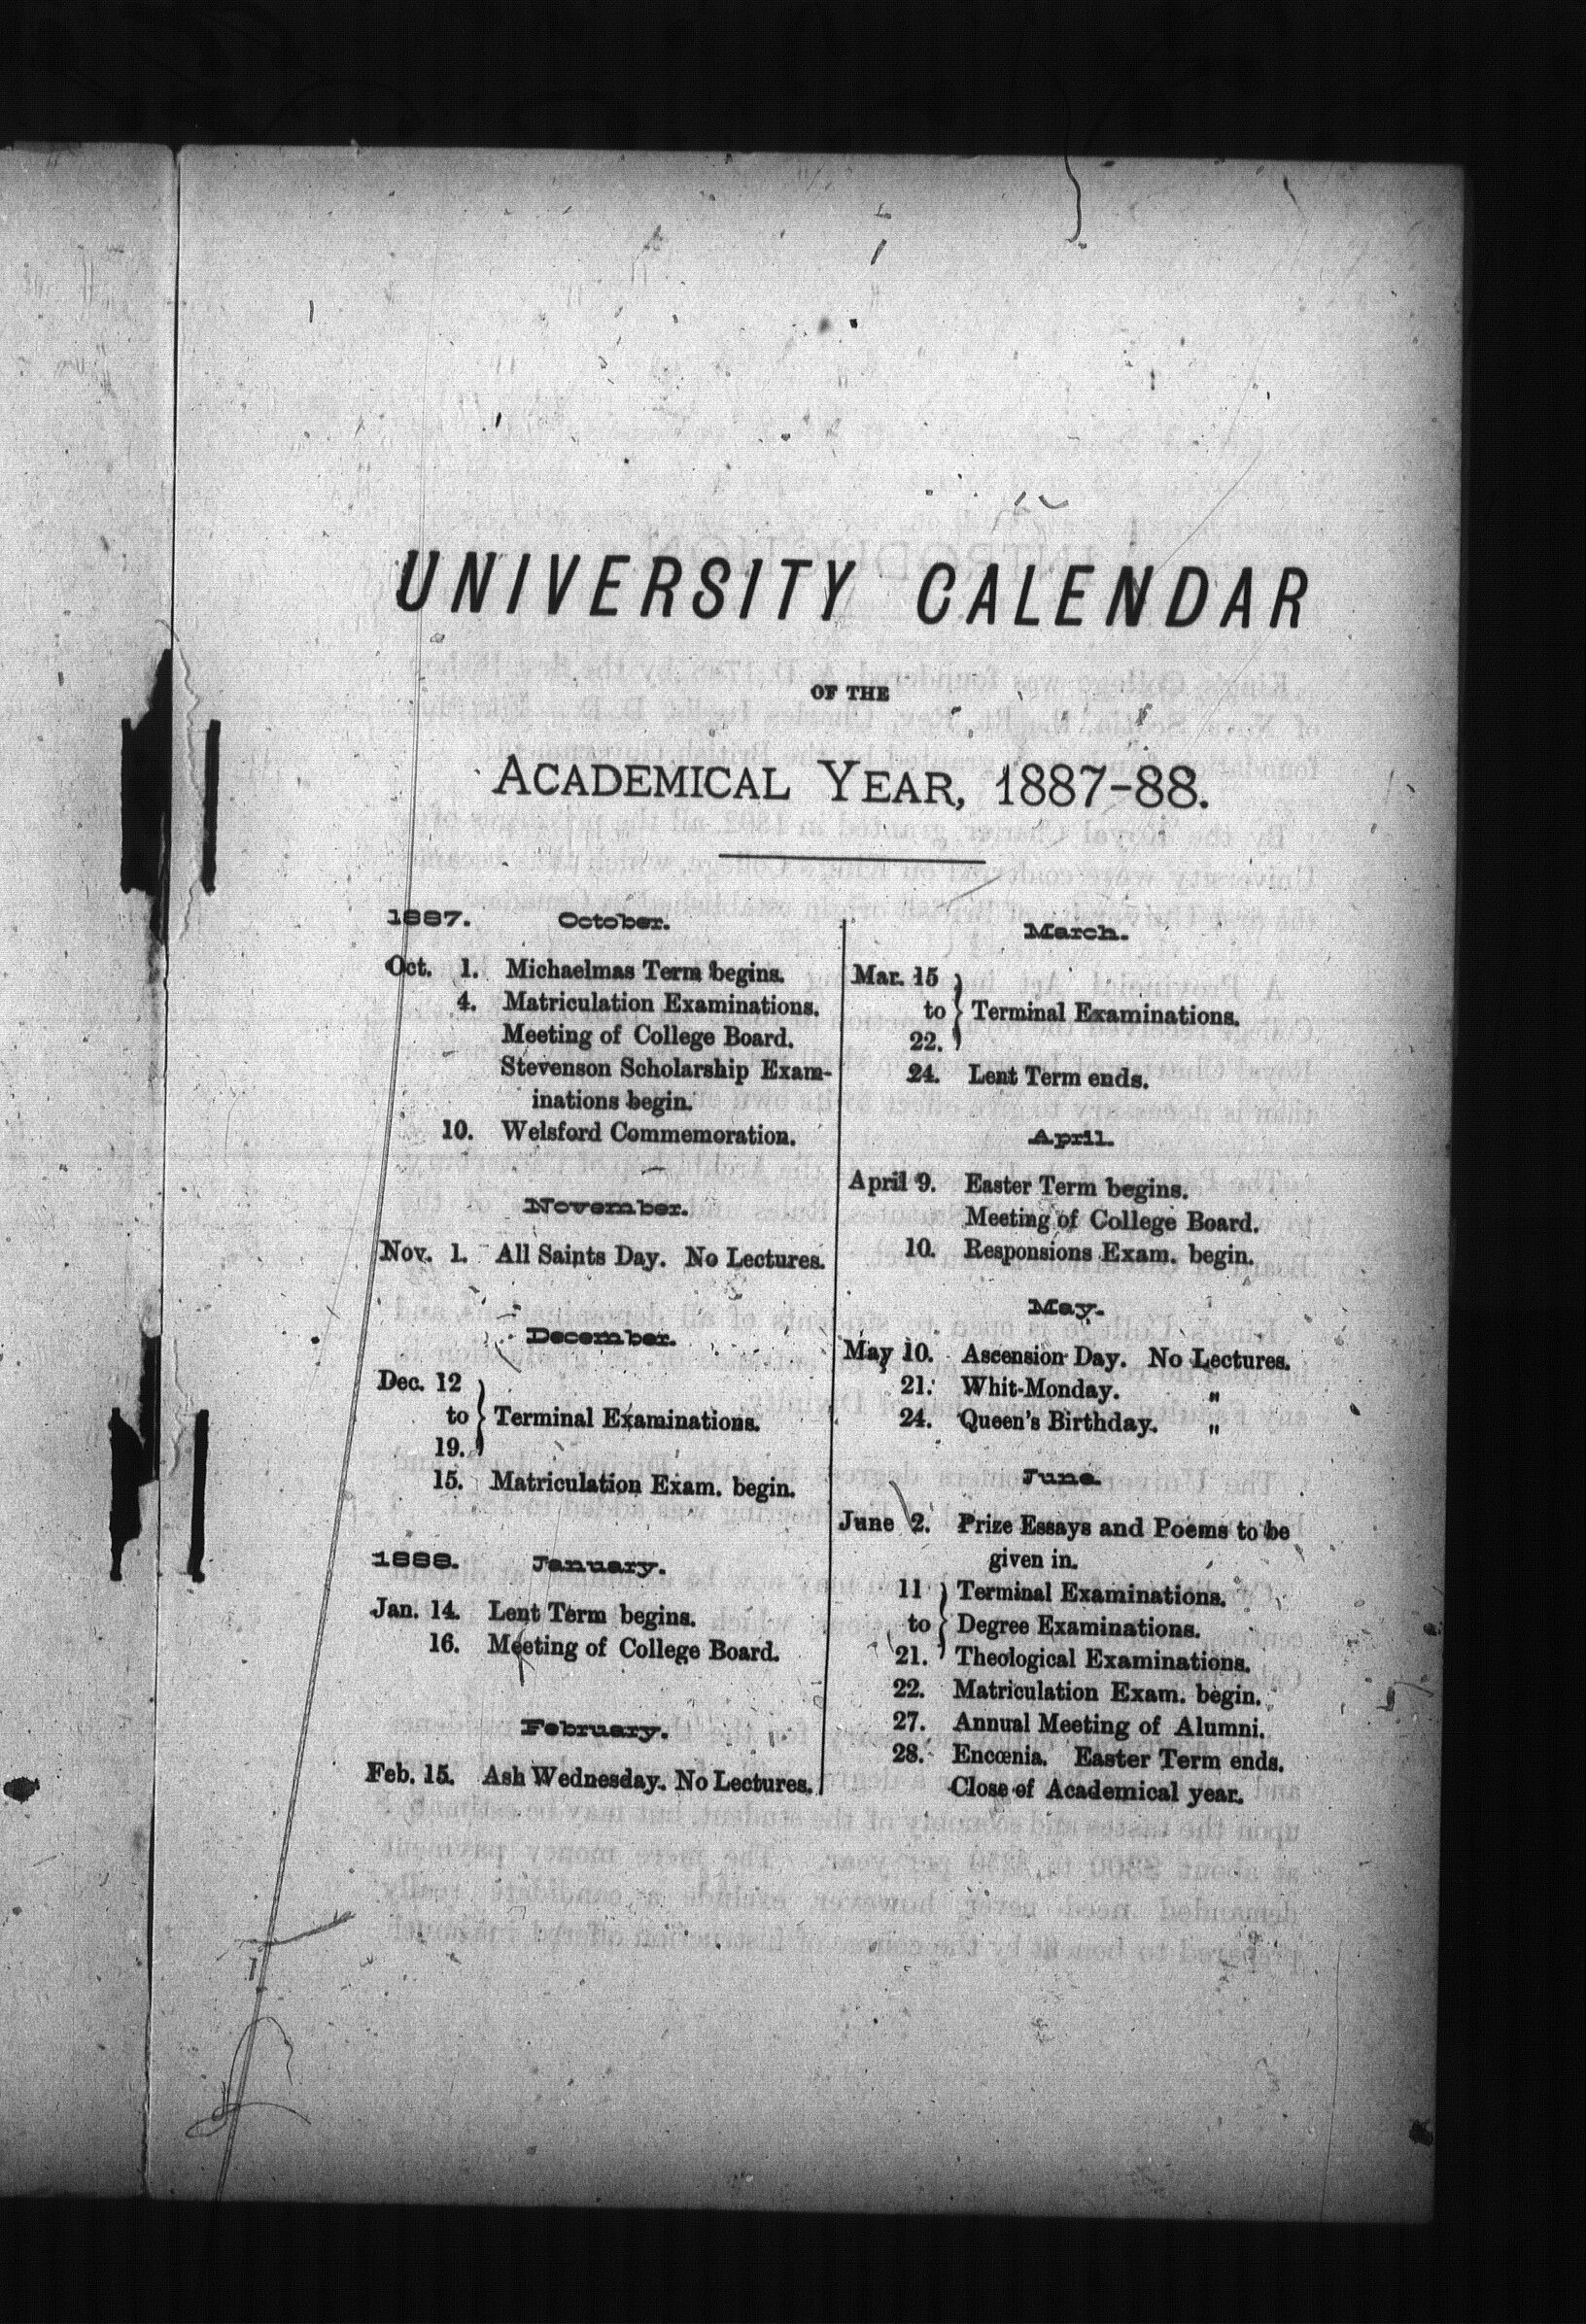 UNIVERSITY CALENDAR
OF THE
ACADEMICAL YEAR, 1887-88.
1887. October.
Oct. 1. Michaelmas Term begins.
4. Matriculation Examinations.
Meeting of College Board.
Stevenson Scholarship Exam-
inations begin.
10. Welsford Commemoration.
November.
Nov. 1. All Saints Day. No Lectures.
December.
Dec. 12
to } Terminal Examinations.
19.
15. Matriculation Exam. begin.
1888. January.
Jan. 14. Lent Term begins.
16. Meeting of College Board.
February.
Feb. 15. Ash Wednesday. No Lectures.
March.
Mar. 15
to } Terminal Examinations.
22.
24. Lent Term ends.
April.
April 9. Easter Term begins.
Meeting of College Board.
10. Responsions Exam. begin.
May.
May 10. Ascension Day. No Lectures.
21. Whit-Monday. "
24. Queen's Birthday. "
June
June 2. Prize Essays and Poems to be
given in.
11 } Terminal Examinations.
to } Degree Examinations.
21. } Theological Examinations.
22. Matriculation Exam. begin.
27. Annual Meeting of Alumni.
28. Encœnia. Easter Term ends.
Close of Academical year.